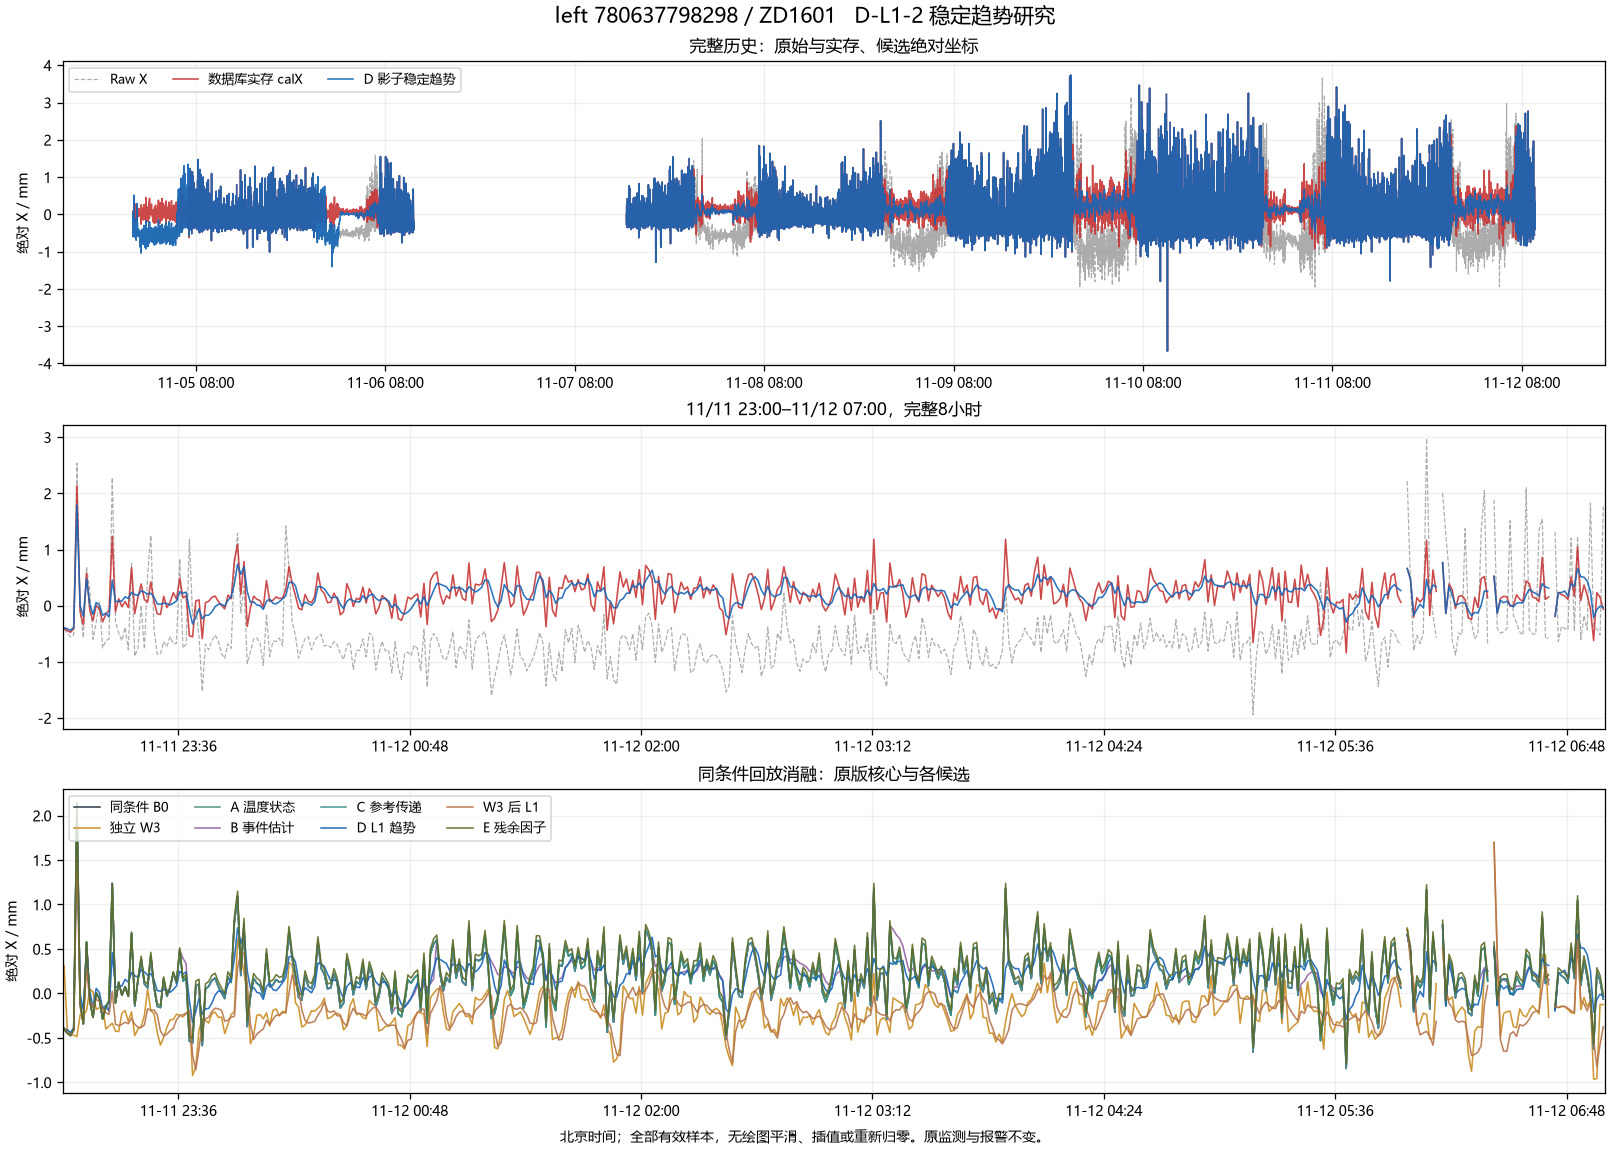 left 780637798298 / ZD1601 D-L1-2 稳定趋势研究
完整历史：原始与实存、候选绝对坐标
Raw X 数据库实存 calX D 影子稳定趋势
绝对 X / mm
4
3
2
1
0
-1
-2
-3
-4
11-05 08:00 11-06 08:00 11-07 08:00 11-08 08:00 11-09 08:00 11-10 08:00 11-11 08:00 11-12 08:00
11/11 23:00–11/12 07:00，完整8小时
绝对 X / mm
3
2
1
0
-1
-2
11-11 23:36 11-12 00:48 11-12 02:00 11-12 03:12 11-12 04:24 11-12 05:36 11-12 06:48
同条件回放消融：原版核心与各候选
同条件 B0 A 温度状态 C 参考传递 W3 后 L1
独立 W3 B 事件估计 D L1 趋势 E 残余因子
绝对 X / mm
2.0
1.5
1.0
0.5
0.0
-0.5
-1.0
11-11 23:36 11-12 00:48 11-12 02:00 11-12 03:12 11-12 04:24 11-12 05:36 11-12 06:48
北京时间；全部有效样本，无绘图平滑、插值或重新归零。原监测与报警不变。